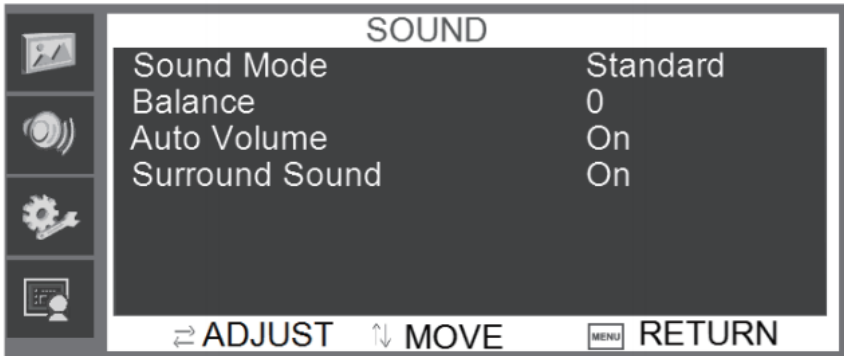 SOUND
Sound Mode Standard
Balance 0
Auto Volume On
Surround Sound On
ADJUST MOVE MENU RETURN